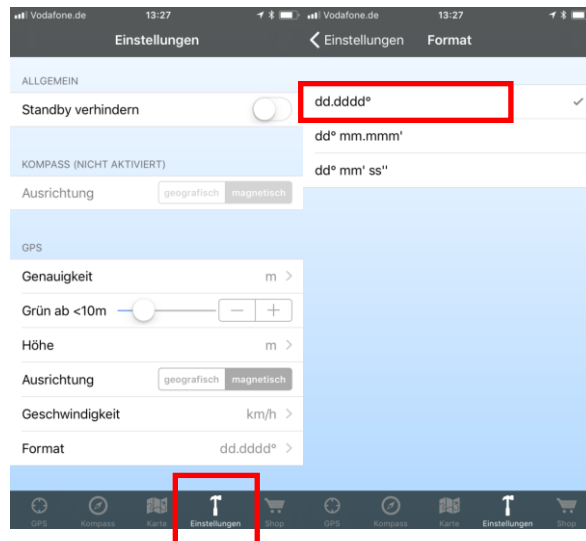 Vodafone.de 13:27
Einstellungen
ALLGEMEIN
Standby verhindern
KOMPASS (NICHT AKTIVIERT)
Ausrichtung geografisch magnetisch
GPS
Genauigkeit m
Grün ab <10m
Höhe m
Ausrichtung geografisch magnetisch
Geschwindigkeit km/h
Format dd.dddd°
GPS Kompass Karte Einstellungen Shop
Vodafone.de 13:27
Einstellungen Format
dd.dddd°
dd° mm.mmm'
dd° mm' ss''
GPS Kompass Karte Einstellungen Shop